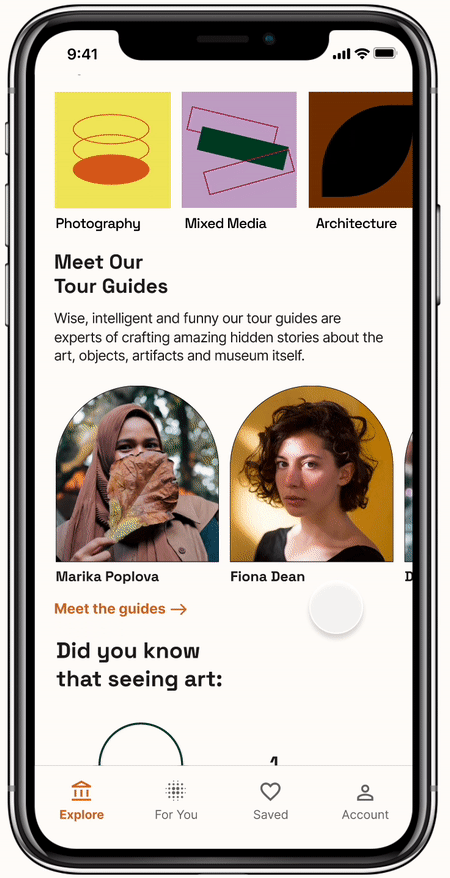 9:41
Photography
Mixed Media
Architecture
Meet Our
Tour Guides
Wise, intelligent and funny our tour guides are
experts of crafting amazing hidden stories about the
art, objects, artifacts and museum itself.
Marika Poplova
Fiona Dean
D
Meet the guides →
Did you know
that seeing art:
Explore
For You
Saved
Account